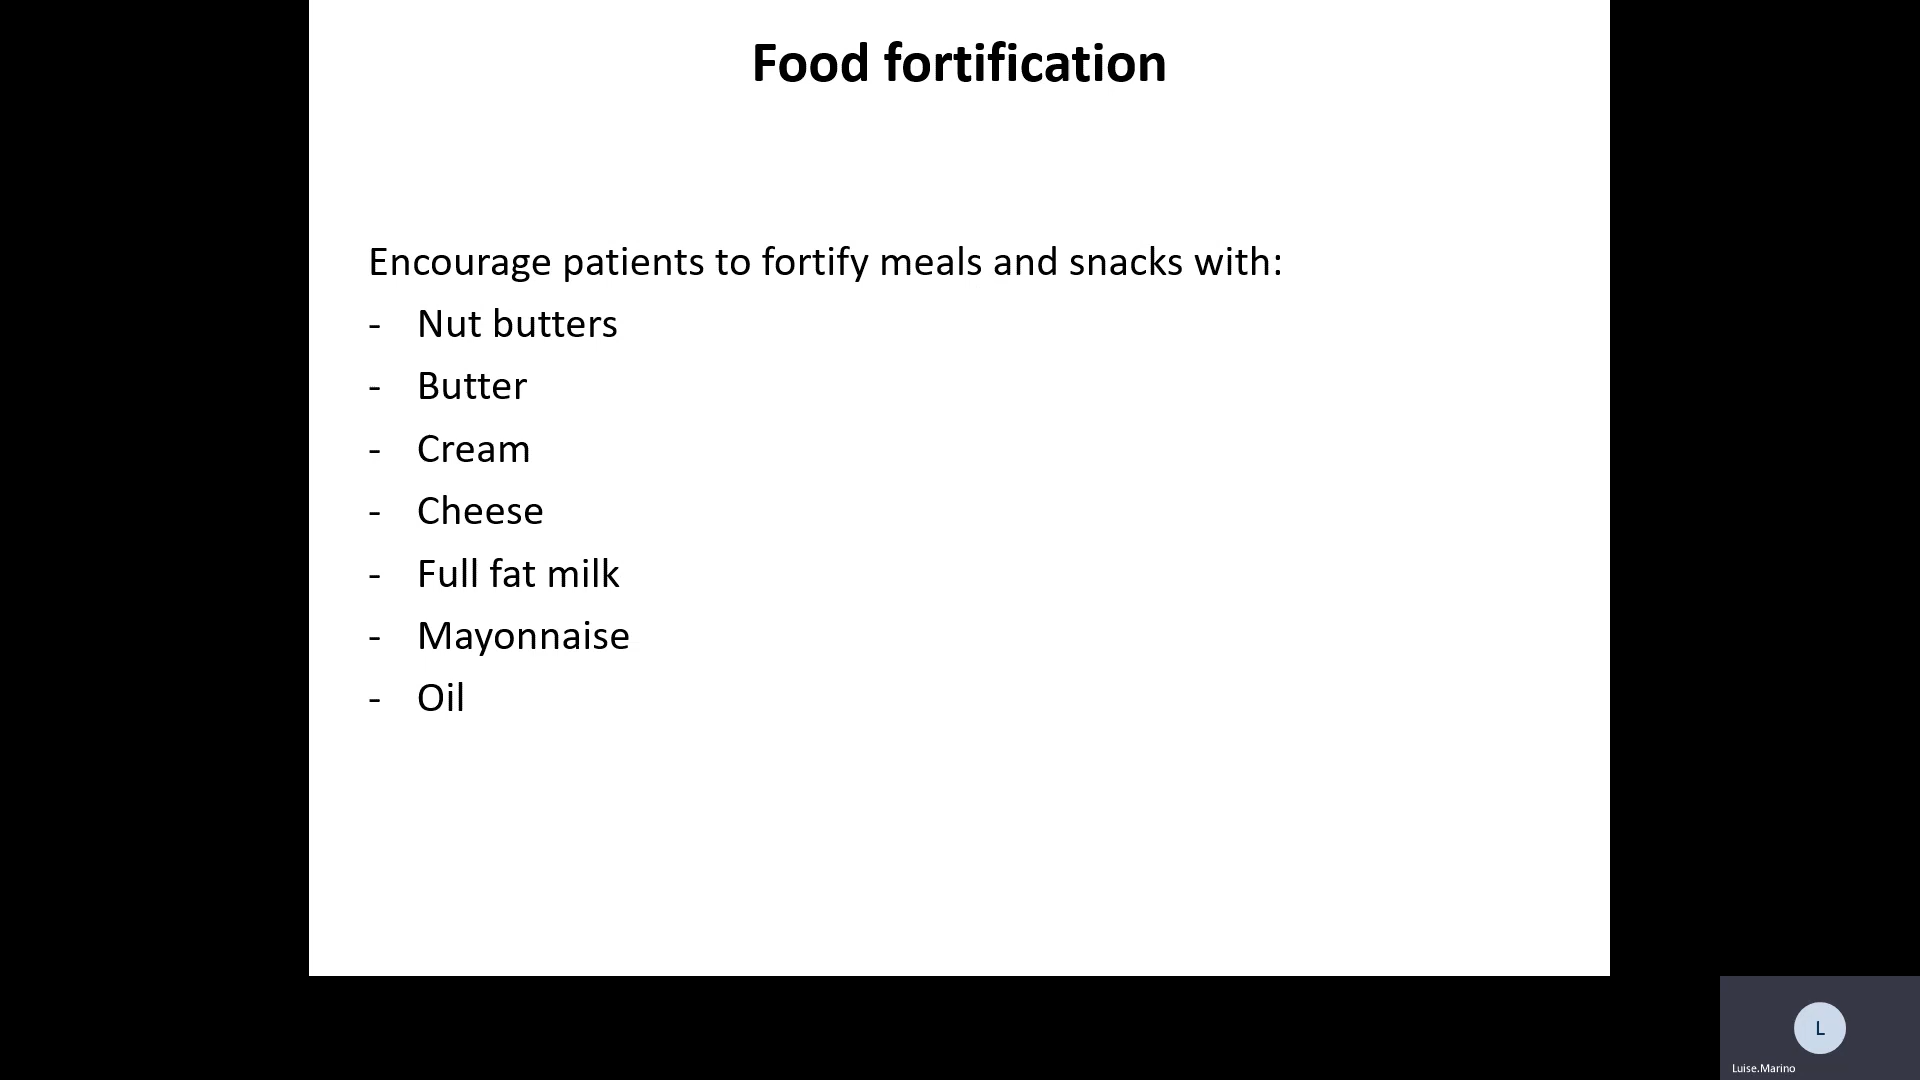 Food fortification
Encourage patients to fortify meals and snacks with:
- Nut butters
- Butter
- Cream
- Cheese
- Full fat milk
- Mayonnaise
- Oil
L
Luise.Marino